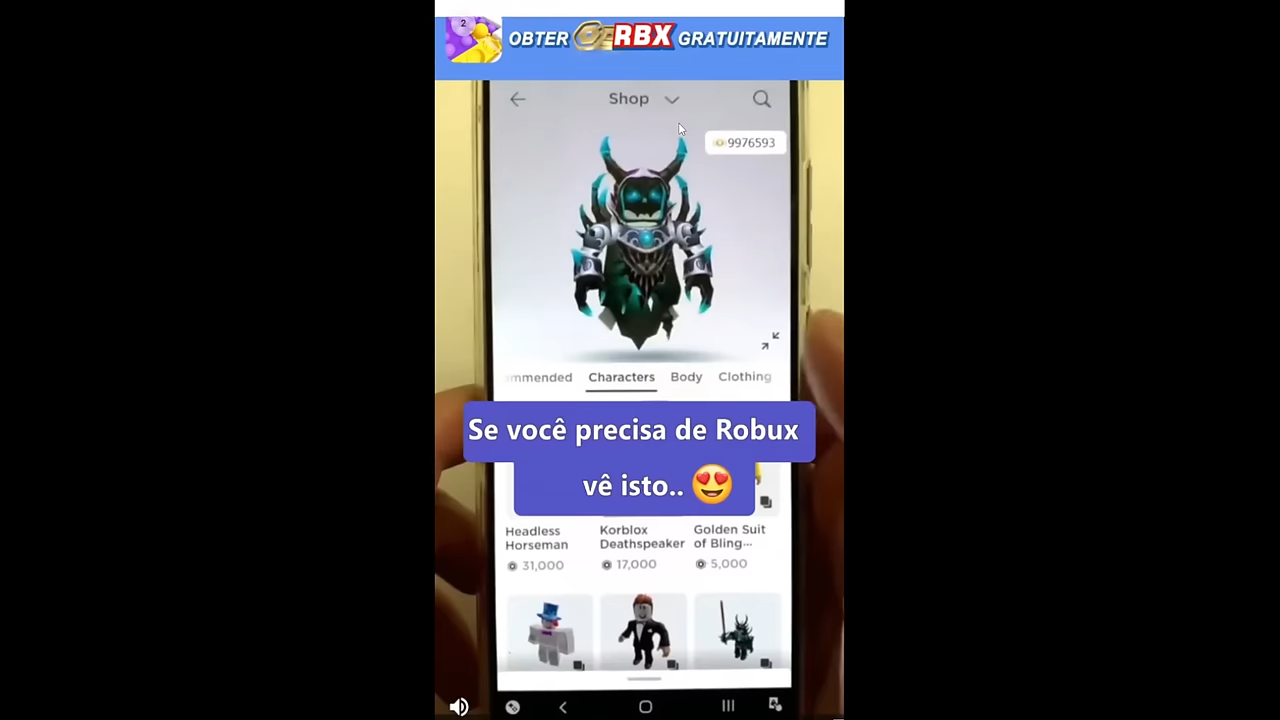 2
OBTER RBX GRATUITAMENTE
Shop
9976593
mmended Characters Body Clothing
Se você precisa de Robux
vê isto.. 😍
Headless Korblox Golden Suit
Horseman Deathspeaker of Bling...
31,000 17,000 5,000